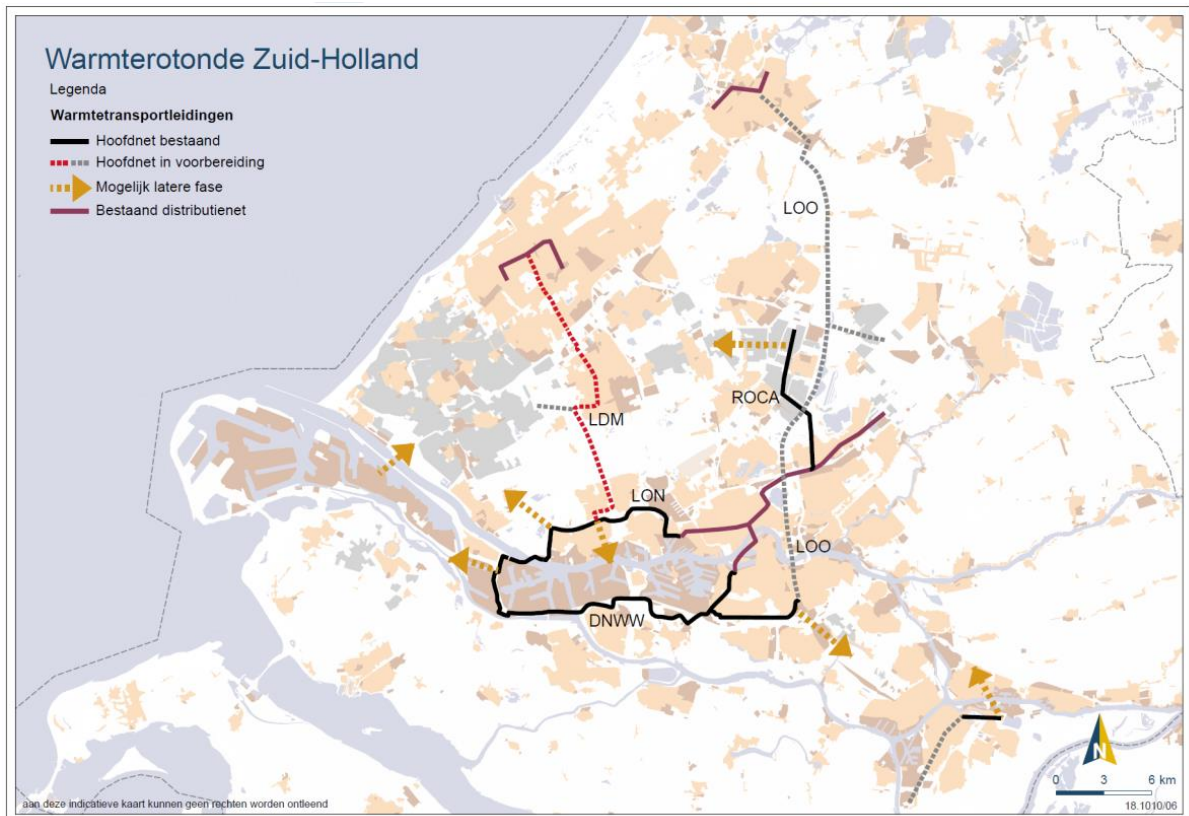 Warmterotonde Zuid-Holland
Legenda
Warmtetransportleidingen
Hoofdnet bestaand
Hoofdnet in voorbereiding
Mogelijk latere fase
Bestaand distributienet
LOO
ROCA
LDM
LON
LOO
DNWW
N
0 3 6 km
aan deze indicatieve kaart kunnen geen rechten worden ontleend
18.1010/06